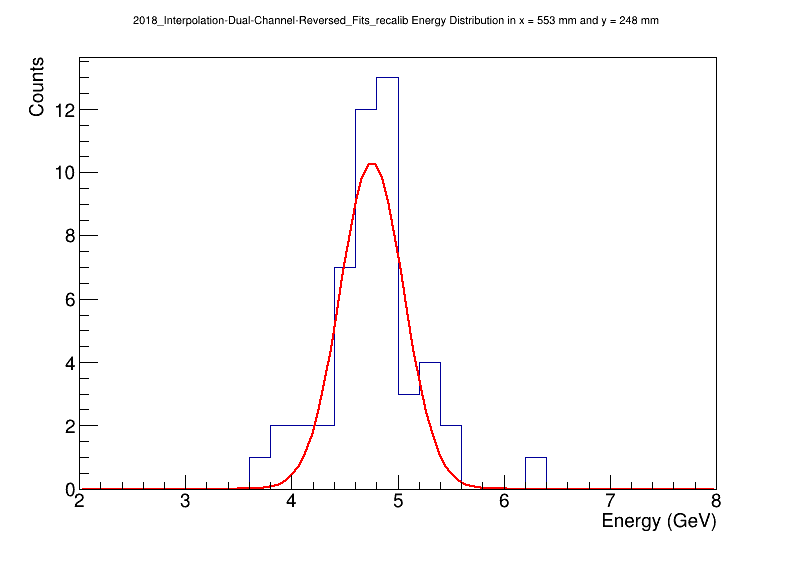 2018_Interpolation-Dual-Channel-Reversed_Fits_recalib Energy Distribution in x = 553 mm and y = 248 mm
Counts
12
10
8
6
4
2
0
2 3 4 5 6 7 8
Energy (GeV)